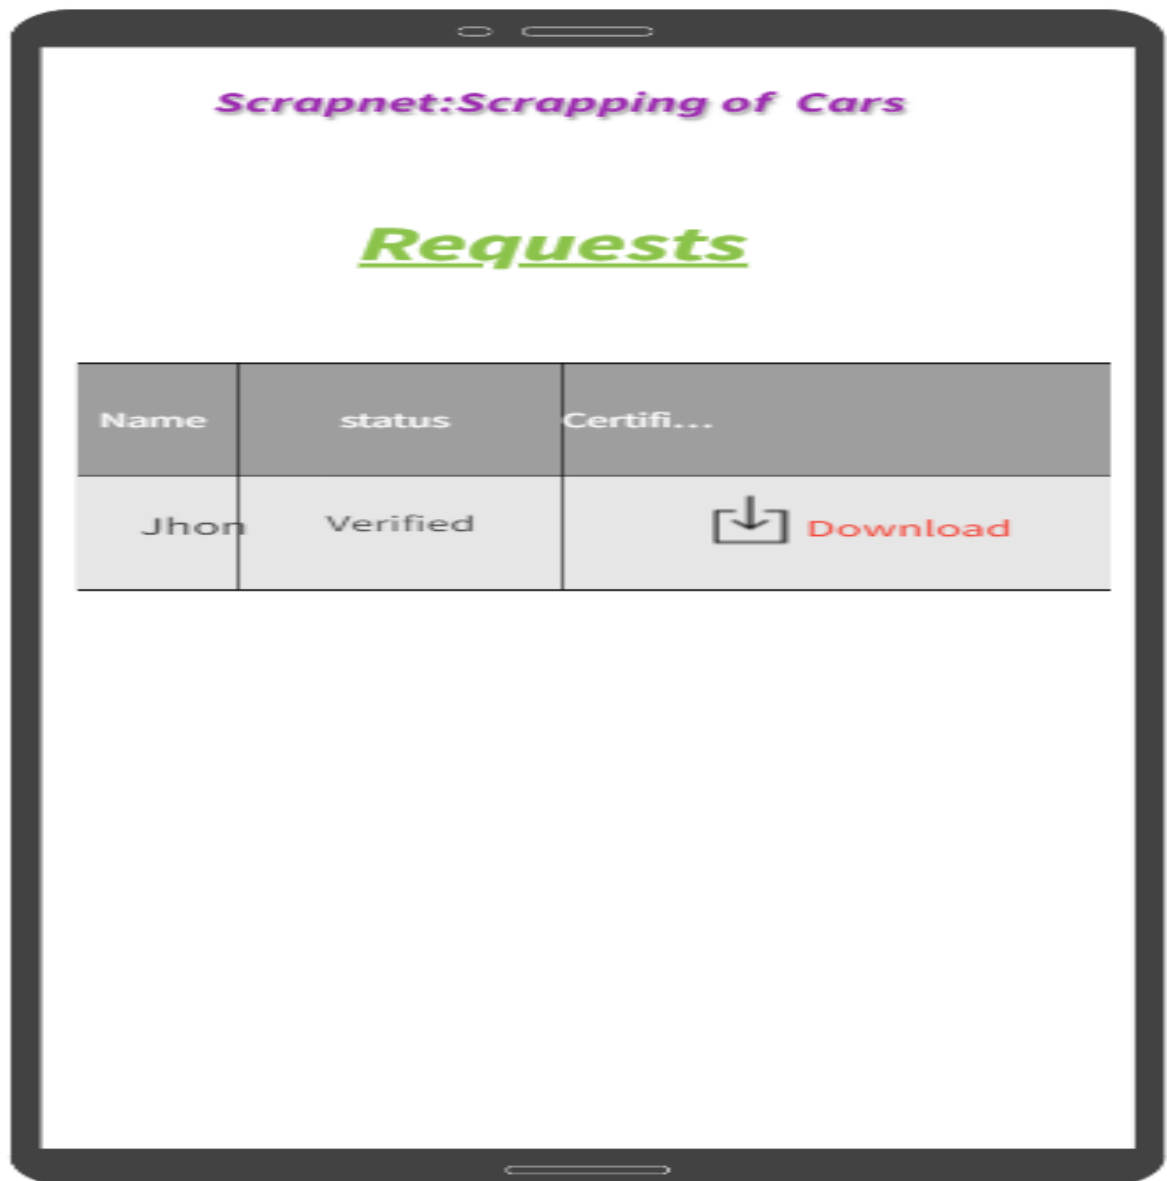 Scrapnet:Scrapping of Cars
Requests
Name status Certifi...
Jhon Verified Download